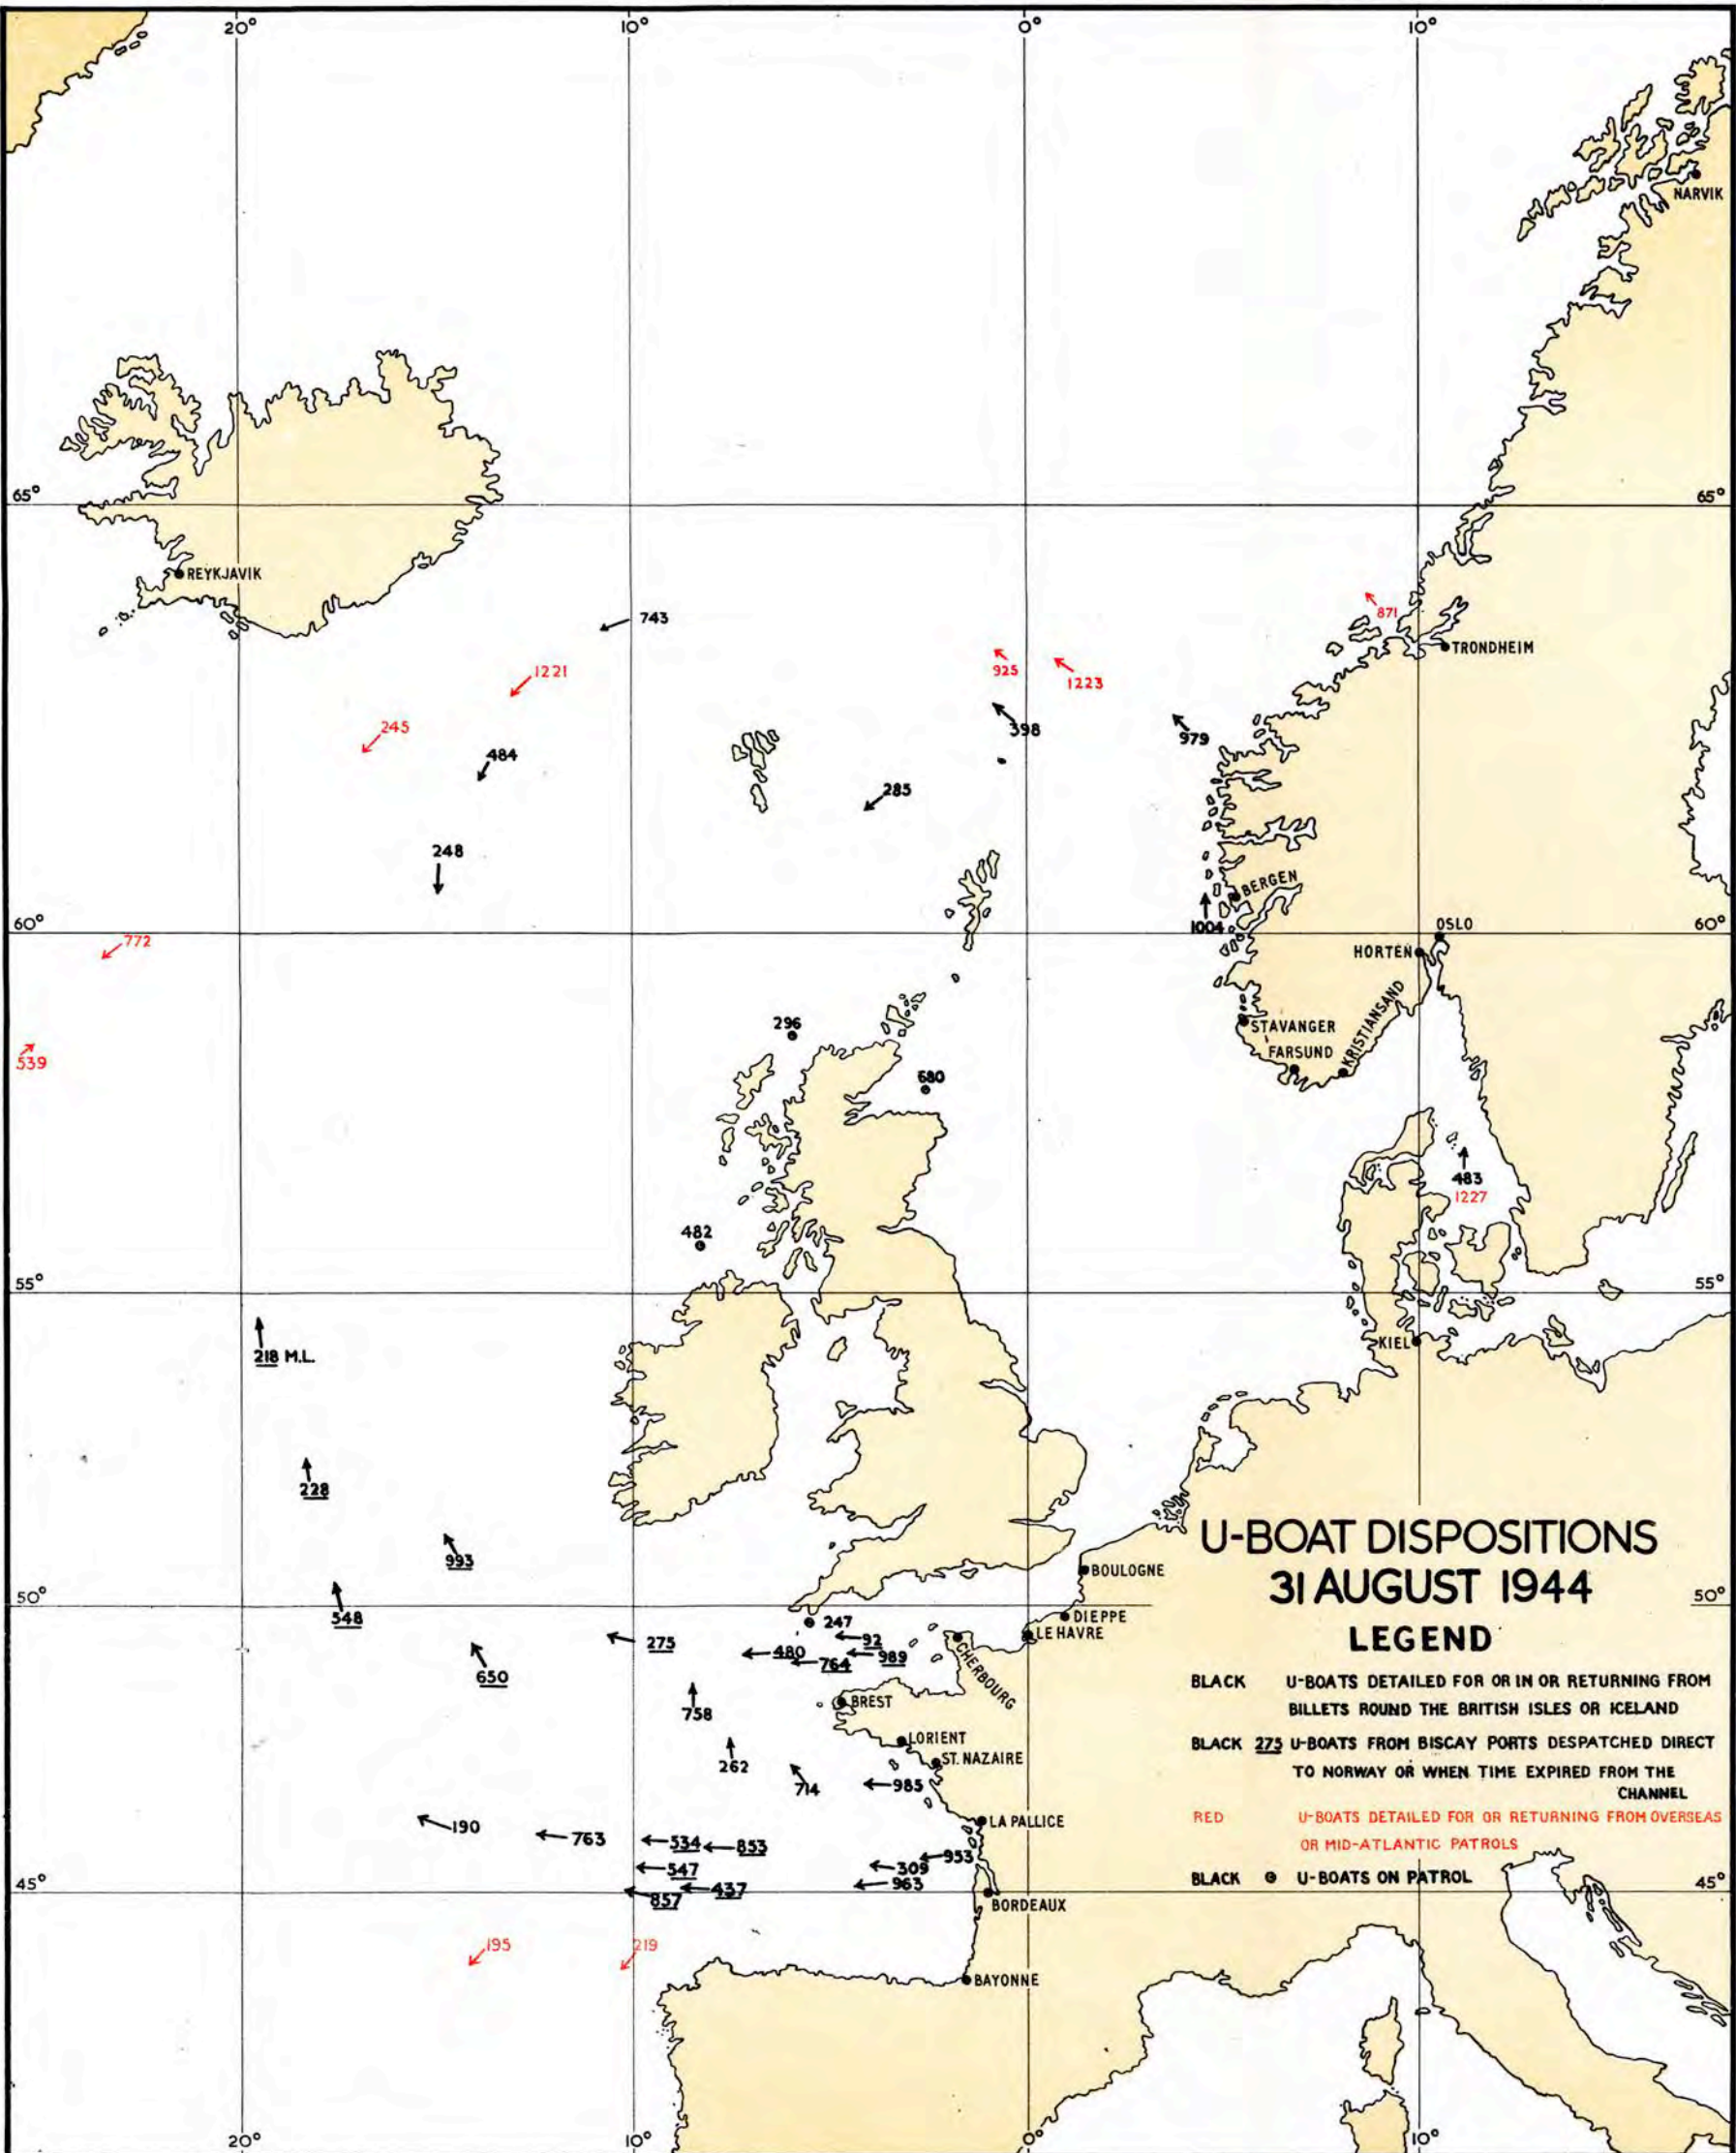 20°
10°
0°
10°
NARVIK
65°
65°
REYKJAVIK
743
871
TRONDHEIM
1221
925
1223
245
398
979
484
285
248
BERGEN
1004
60°
60°
772
OSLO
HORTEN
296
STAVANGER
KRISTIANSAND
FARSUND
539
680
483
1227
482
55°
55°
218 M.L.
KIEL
228
993
U-BOAT DISPOSITIONS
31 AUGUST 1944
LEGEND
BLACK U-BOATS DETAILED FOR OR IN OR RETURNING FROM
BILLETS ROUND THE BRITISH ISLES OR ICELAND
BLACK 275 U-BOATS FROM BISCAY PORTS DESPATCHED DIRECT
TO NORWAY OR WHEN TIME EXPIRED FROM THE
CHANNEL
RED U-BOATS DETAILED FOR OR RETURNING FROM OVERSEAS
OR MID-ATLANTIC PATROLS
BLACK U-BOATS ON PATROL
BOULOGNE
50°
50°
548
DIEPPE
247
LE HAVRE
275
92
480
764
989
CHERBOURG
650
BREST
758
LORIENT
ST. NAZAIRE
262
714
985
190
763
534
853
LA PALLICE
547
309
953
857
437
963
45°
45°
BORDEAUX
195
219
BAYONNE
20°
10°
0°
10°